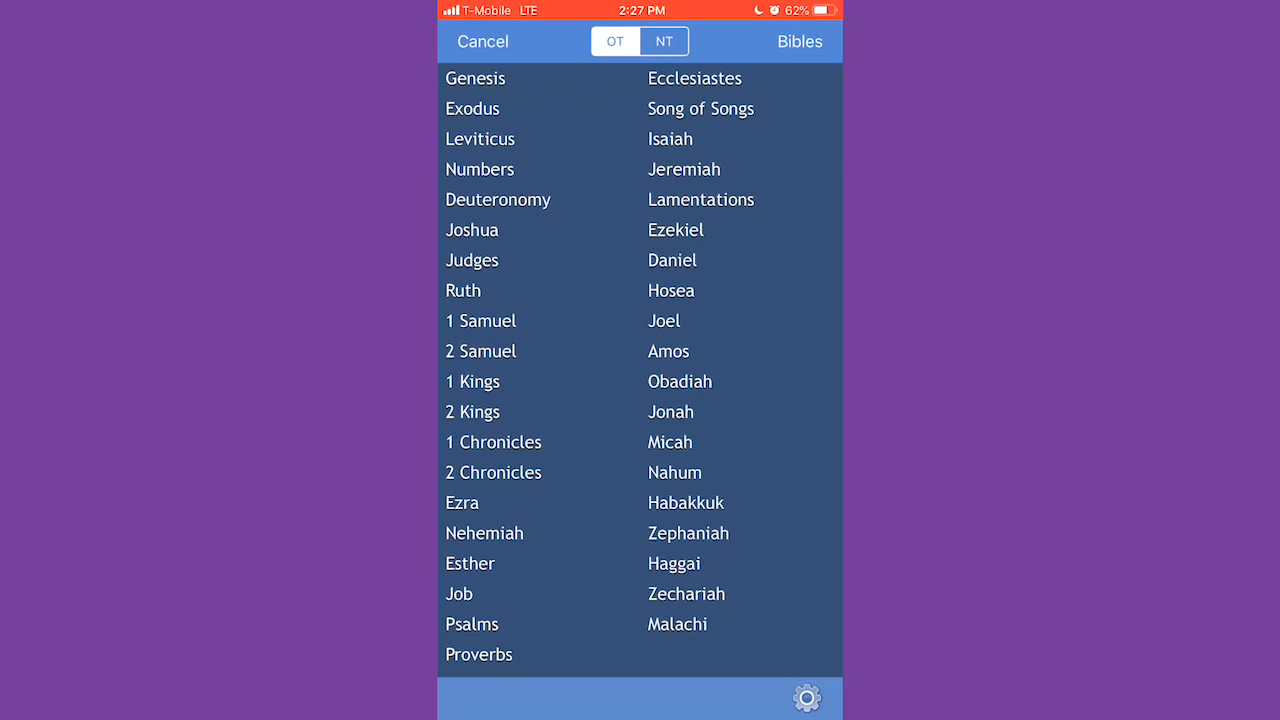 T-Mobile LTE 2:27 PM 62%
Cancel OT NT Bibles
Genesis
Exodus
Leviticus
Numbers
Deuteronomy
Joshua
Judges
Ruth
1 Samuel
2 Samuel
1 Kings
2 Kings
1 Chronicles
2 Chronicles
Ezra
Nehemiah
Esther
Job
Psalms
Proverbs
Ecclesiastes
Song of Songs
Isaiah
Jeremiah
Lamentations
Ezekiel
Daniel
Hosea
Joel
Amos
Obadiah
Jonah
Micah
Nahum
Habakkuk
Zephaniah
Haggai
Zechariah
Malachi